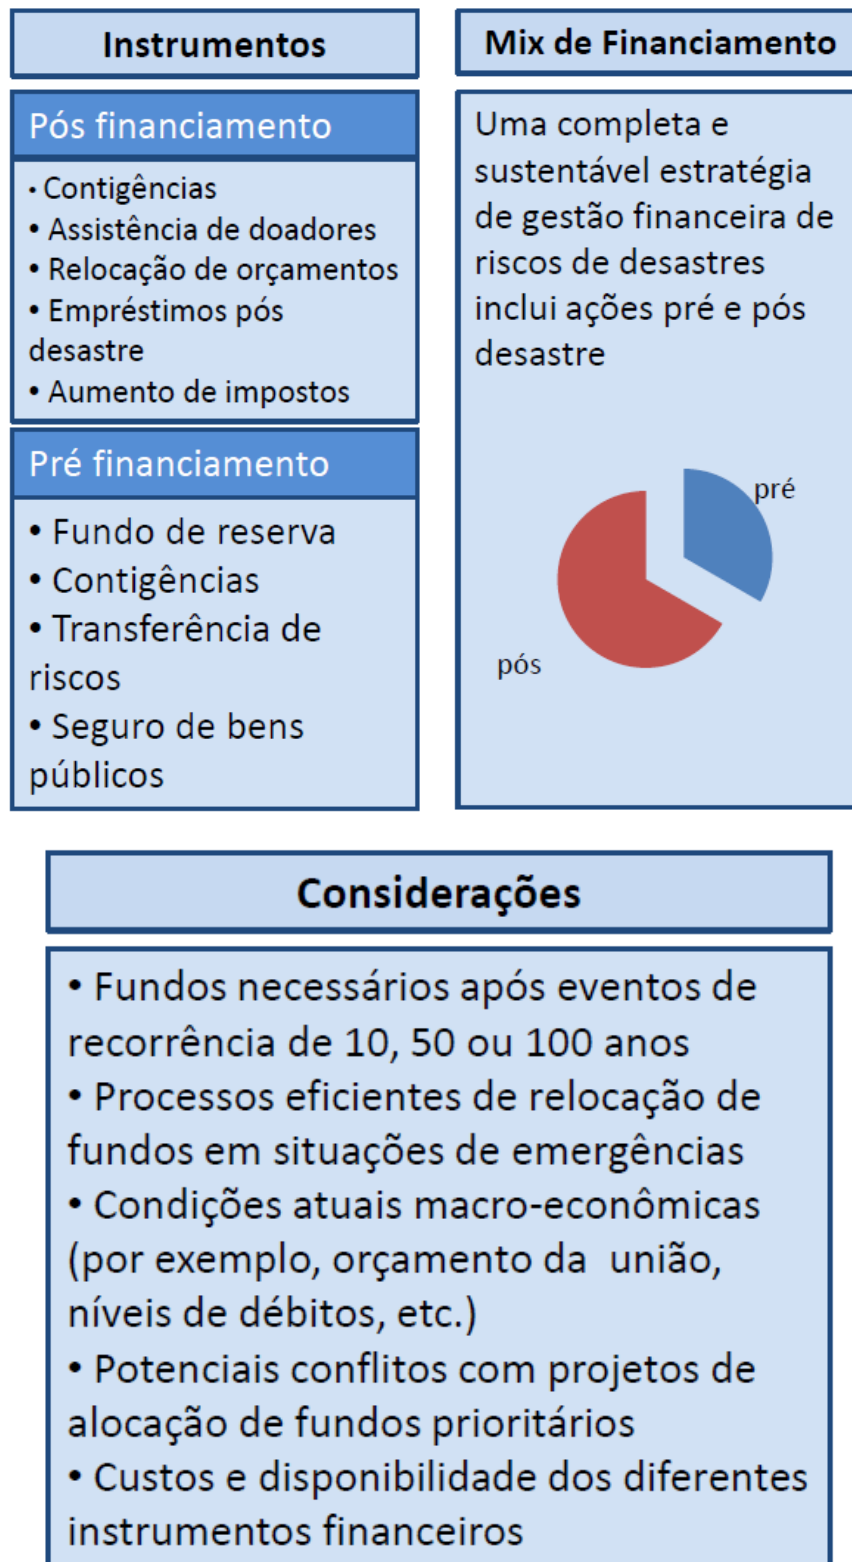 Instrumentos
Pós financiamento
• Contigências
• Assistência de doadores
• Relocação de orçamentos
• Empréstimos pós
desastre
• Aumento de impostos
Pré financiamento
• Fundo de reserva
• Contigências
• Transferência de
riscos
• Seguro de bens
públicos
Mix de Financiamento
Uma completa e
sustentável estratégia
de gestão financeira de
riscos de desastres
inclui ações pré e pós
desastre
pré
pós
Considerações
• Fundos necessários após eventos de
recorrência de 10, 50 ou 100 anos
• Processos eficientes de relocação de
fundos em situações de emergências
• Condições atuais macro-econômicas
(por exemplo, orçamento da união,
níveis de débitos, etc.)
• Potenciais conflitos com projetos de
alocação de fundos prioritários
• Custos e disponibilidade dos diferentes
instrumentos financeiros